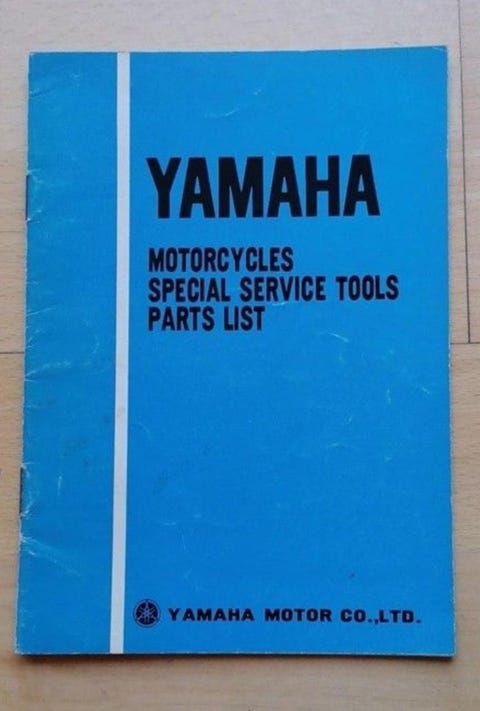 YAMAHA
MOTORCYCLES
SPECIAL SERVICE TOOLS
PARTS LIST
YAMAHA MOTOR CO.,LTD.